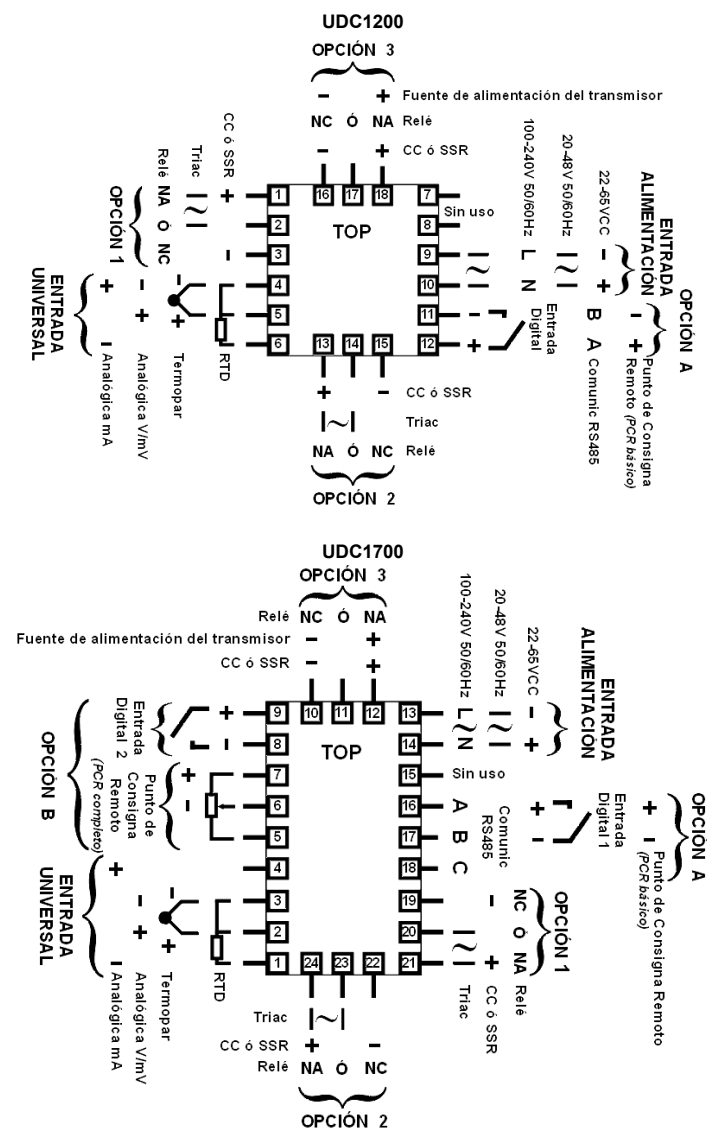 UDC1200
OPCIÓN 3
- +
Fuente de alimentación del transmisor
NC Ó NA Relé
- + CC ó SSR
16 17 18
TOP
1
2
3
4
5
6
7
8
9
10
11
12
13 14 15
CC ó SSR
+
-
Triac
~
Relé NA Ó NC
OPCIÓN 1
ENTRADA
UNIVERSAL
+
- Analógica mA
-
+ Analógica V/mV
-
+ Termopar
RTD
Sin uso
100-240V 50/60Hz
L
~
N
20-48V 50/60Hz
~
22-65VCC
-
+
ENTRADA
ALIMENTACIÓN
-
+
Entrada
Digital
B
A
Comunic RS485
OPCIÓN A
-
+
Punto de Consigna
Remoto (PCR básico)
+ - CC ó SSR
~ Triac
NA Ó NC Relé
OPCIÓN 2
UDC1700
OPCIÓN 3
Relé NC Ó NA
Fuente de alimentación del transmisor - +
CC ó SSR - +
10 11 12
TOP
9
8
7
6
5
4
3
2
1
13
14
15
16
17
18
19
20
21
24 23 22
OPCIÓN B
Entrada
Digital 2
+
-
Punto de
Consigna
Remoto
(PCR completo)
+
-
ENTRADA
UNIVERSAL
+
- Analógica mA
-
+ Analógica V/mV
-
+ Termopar
RTD
100-240V 50/60Hz
L
~
N
20-48V 50/60Hz
~
22-65VCC
-
+
ENTRADA
ALIMENTACIÓN
Sin uso
A
B
C
Comunic
RS485
+
-
Entrada
Digital 1
OPCIÓN A
+
-
Punto de Consigna Remoto
(PCR básico)
OPCIÓN 1
NC Ó NA Relé
-
+ CC ó SSR
~ Triac
Triac ~
CC ó SSR + -
Relé NA Ó NC
OPCIÓN 2